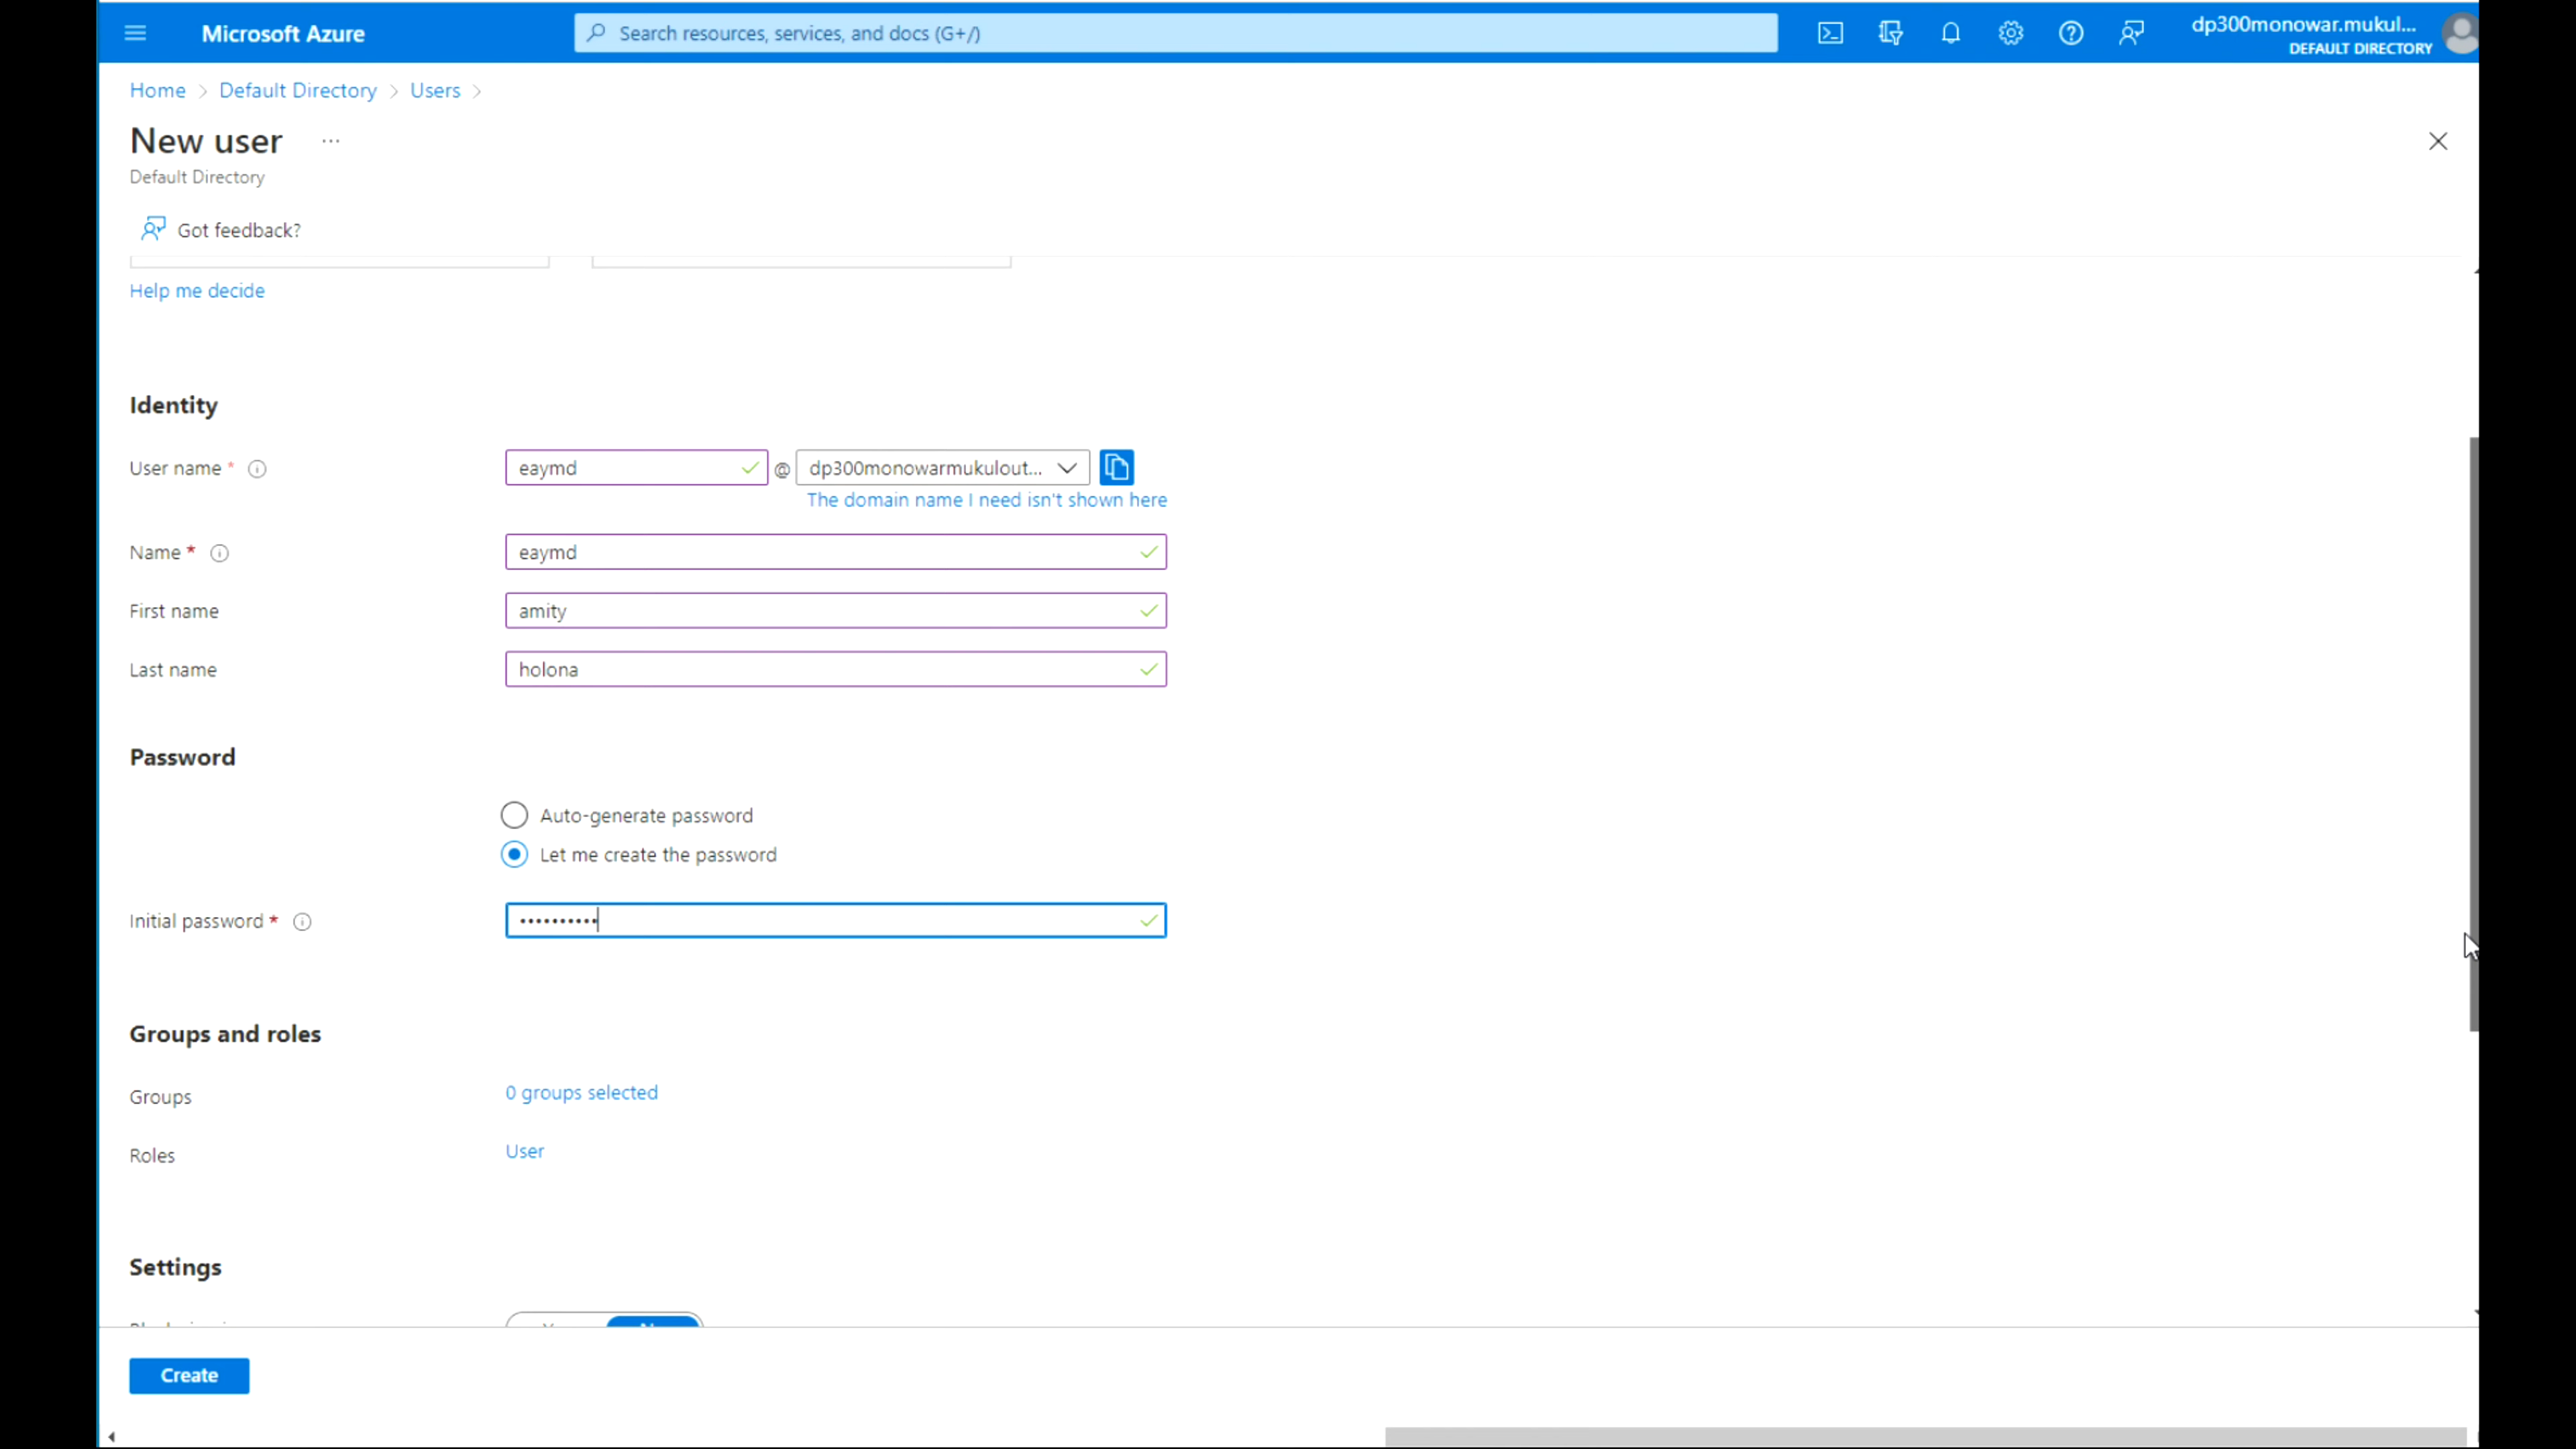 Microsoft Azure
Search resources, services, and docs (G+/)
dp300monowar.mukul...
DEFAULT DIRECTORY
Home > Default Directory > Users >
New user ...
Default Directory
Got feedback?
Help me decide
Identity
User name *
eaymd @ dp300monowarmukulout...
The domain name I need isn't shown here
Name * eaymd
First name amity
Last name holona
Password
Auto-generate password
Let me create the password
Initial password * ••••••••••
Groups and roles
Groups 0 groups selected
Roles User
Settings
Create